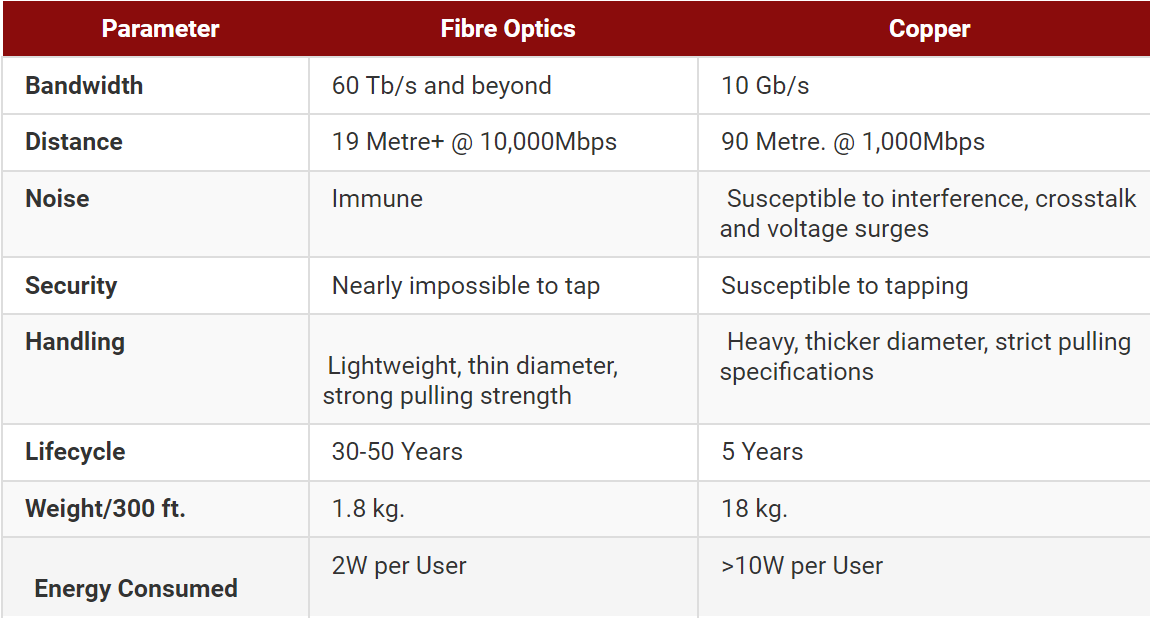 Parameter Fibre Optics Copper
Bandwidth 60 Tb/s and beyond 10 Gb/s
Distance 19 Metre+ @ 10,000Mbps 90 Metre. @ 1,000Mbps
Noise Immune Susceptible to interference, crosstalk
and voltage surges
Security Nearly impossible to tap Susceptible to tapping
Handling Heavy, thicker diameter, strict pulling
Lightweight, thin diameter, specifications
strong pulling strength
Lifecycle 30-50 Years 5 Years
Weight/300 ft. 1.8 kg. 18 kg.
2W per User >10W per User
Energy Consumed